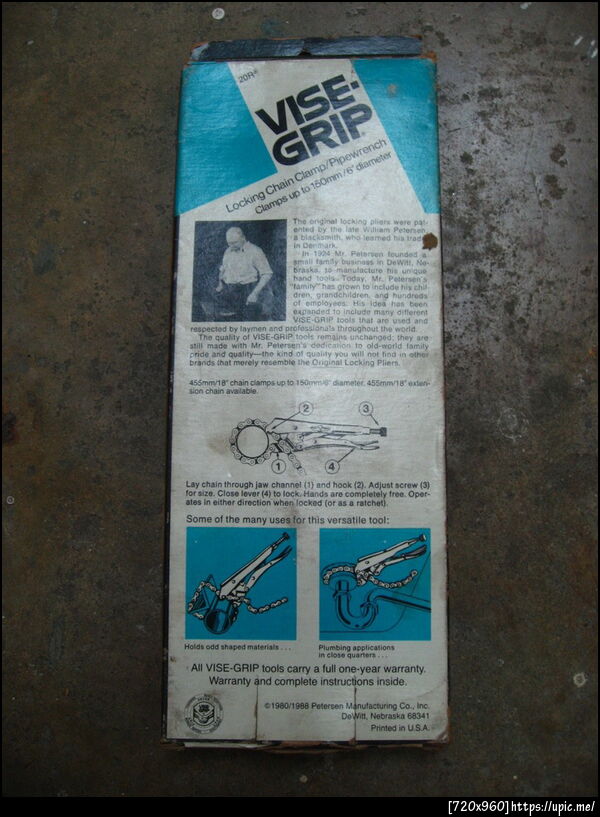 20R®
VISE-
GRIP
Locking Chain Clamp/Pipewrench
Clamps up to 150mm/6" diameter
The original locking pliers were pat-
ented by the late William Petersen,
a blacksmith, who learned his trade
in Denmark.
In 1924 Mr. Petersen founded a
small family business in DeWitt, Ne-
braska, to manufacture his unique
hand tools. Today, Mr. Petersen's
"family" has grown to include his chil-
dren, grandchildren, and hundreds
of employees. His idea has been
expanded to include many different
VISE-GRIP tools that are used and
respected by laymen and professionals throughout the world.
The quality of VISE-GRIP tools remains unchanged; they are
still made with Mr. Petersen's dedication to old-world family
pride and quality—the kind of quality you will not find in other
brands that merely resemble the Original Locking Pliers.
455mm/18" chain clamps up to 150mm/6" diameter. 455mm/18" exten-
sion chain available.
2
3
1
4
Lay chain through jaw channel (1) and hook (2). Adjust screw (3)
for size. Close lever (4) to lock. Hands are completely free. Oper-
ates in either direction when locked (or as a ratchet).
Some of the many uses for this versatile tool:
Holds odd shaped materials . . .
Plumbing applications
in close quarters . . .
All VISE-GRIP tools carry a full one-year warranty.
Warranty and complete instructions inside.
©1980/1988 Petersen Manufacturing Co., Inc.
DeWitt, Nebraska 68341
Printed in U.S.A.
[720x960]https://upic.me/